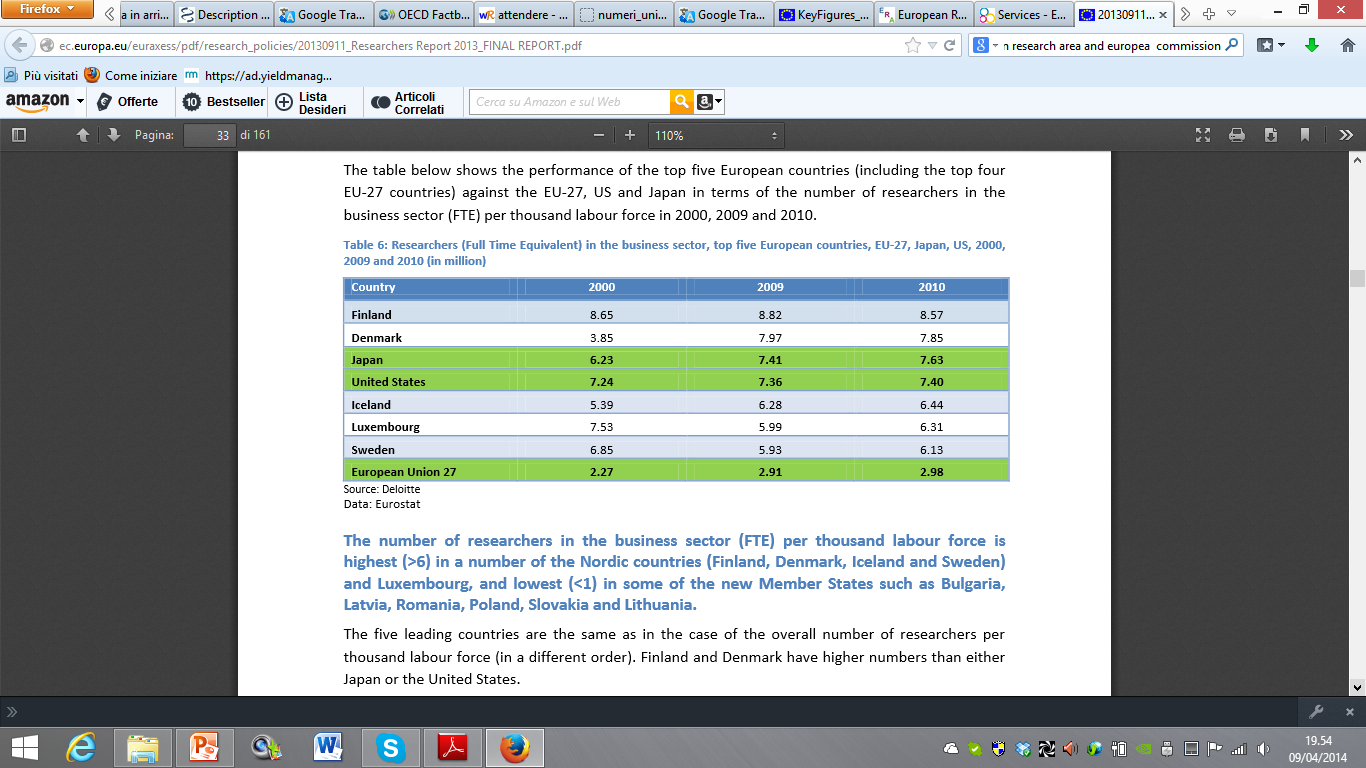 Firefox
a in arri...
Description ...
Google Tra...
OECD Factb...
attendere - ...
numeri_uni...
Google Tra...
KeyFigures_...
European R...
Services - E...
20130911...
ec.europa.eu/euraxess/pdf/research_policies/20130911_Researchers Report 2013_FINAL REPORT.pdf
research area and europea commission
Più visitati Come iniziare https://ad.yieldmanag...
amazon Offerte Bestseller Lista Desideri Articoli Correlati Cerca su Amazon e sul Web
Pagina: 33 di 161 110%
The table below shows the performance of the top five European countries (including the top four
EU-27 countries) against the EU-27, US and Japan in terms of the number of researchers in the
business sector (FTE) per thousand labour force in 2000, 2009 and 2010.
Table 6: Researchers (Full Time Equivalent) in the business sector, top five European countries, EU-27, Japan, US, 2000,
2009 and 2010 (in million)
Country 2000 2009 2010
Finland 8.65 8.82 8.57
Denmark 3.85 7.97 7.85
Japan 6.23 7.41 7.63
United States 7.24 7.36 7.40
Iceland 5.39 6.28 6.44
Luxembourg 7.53 5.99 6.31
Sweden 6.85 5.93 6.13
European Union 27 2.27 2.91 2.98
Source: Deloitte
Data: Eurostat
The number of researchers in the business sector (FTE) per thousand labour force is
highest (>6) in a number of the Nordic countries (Finland, Denmark, Iceland and Sweden)
and Luxembourg, and lowest (<1) in some of the new Member States such as Bulgaria,
Latvia, Romania, Poland, Slovakia and Lithuania.
The five leading countries are the same as in the case of the overall number of researchers per
thousand labour force (in a different order). Finland and Denmark have higher numbers than either
Japan or the United States.
19.54
09/04/2014